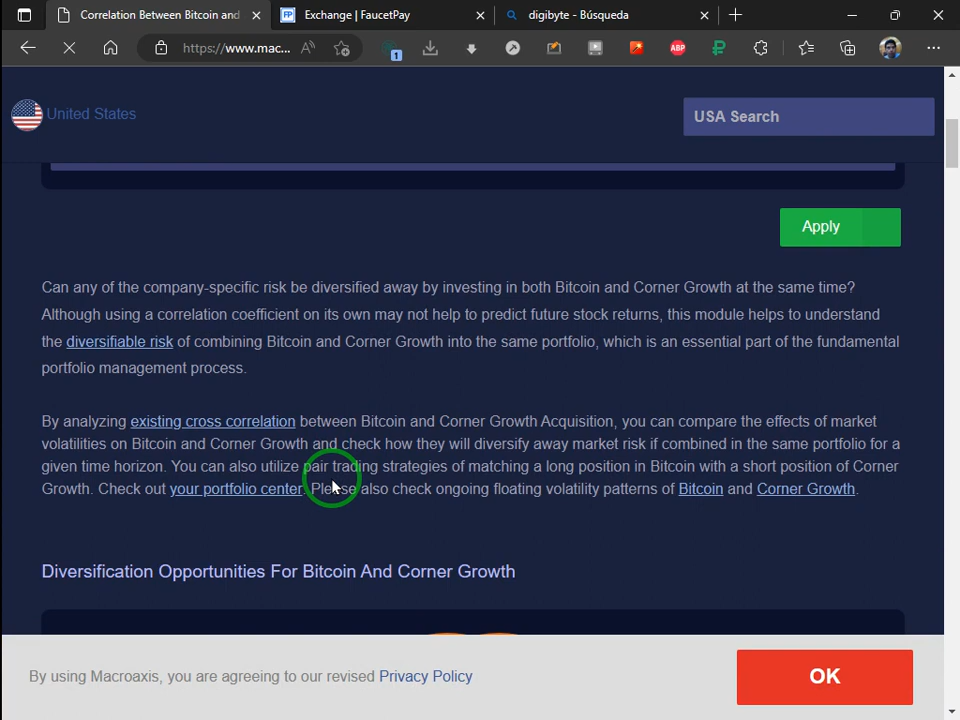 Correlation Between Bitcoin and
Exchange | FaucetPay
digibyte - Búsqueda
https://www.mac...
1
ABP
United States
USA Search
Apply
Can any of the company-specific risk be diversified away by investing in both Bitcoin and Corner Growth at the same time?
Although using a correlation coefficient on its own may not help to predict future stock returns, this module helps to understand
the diversifiable risk of combining Bitcoin and Corner Growth into the same portfolio, which is an essential part of the fundamental
portfolio management process.
By analyzing existing cross correlation between Bitcoin and Corner Growth Acquisition, you can compare the effects of market
volatilities on Bitcoin and Corner Growth and check how they will diversify away market risk if combined in the same portfolio for a
given time horizon. You can also utilize pair trading strategies of matching a long position in Bitcoin with a short position of Corner
Growth. Check out your portfolio center. Please also check ongoing floating volatility patterns of Bitcoin and Corner Growth.
Diversification Opportunities For Bitcoin And Corner Growth
By using Macroaxis, you are agreeing to our revised Privacy Policy
OK